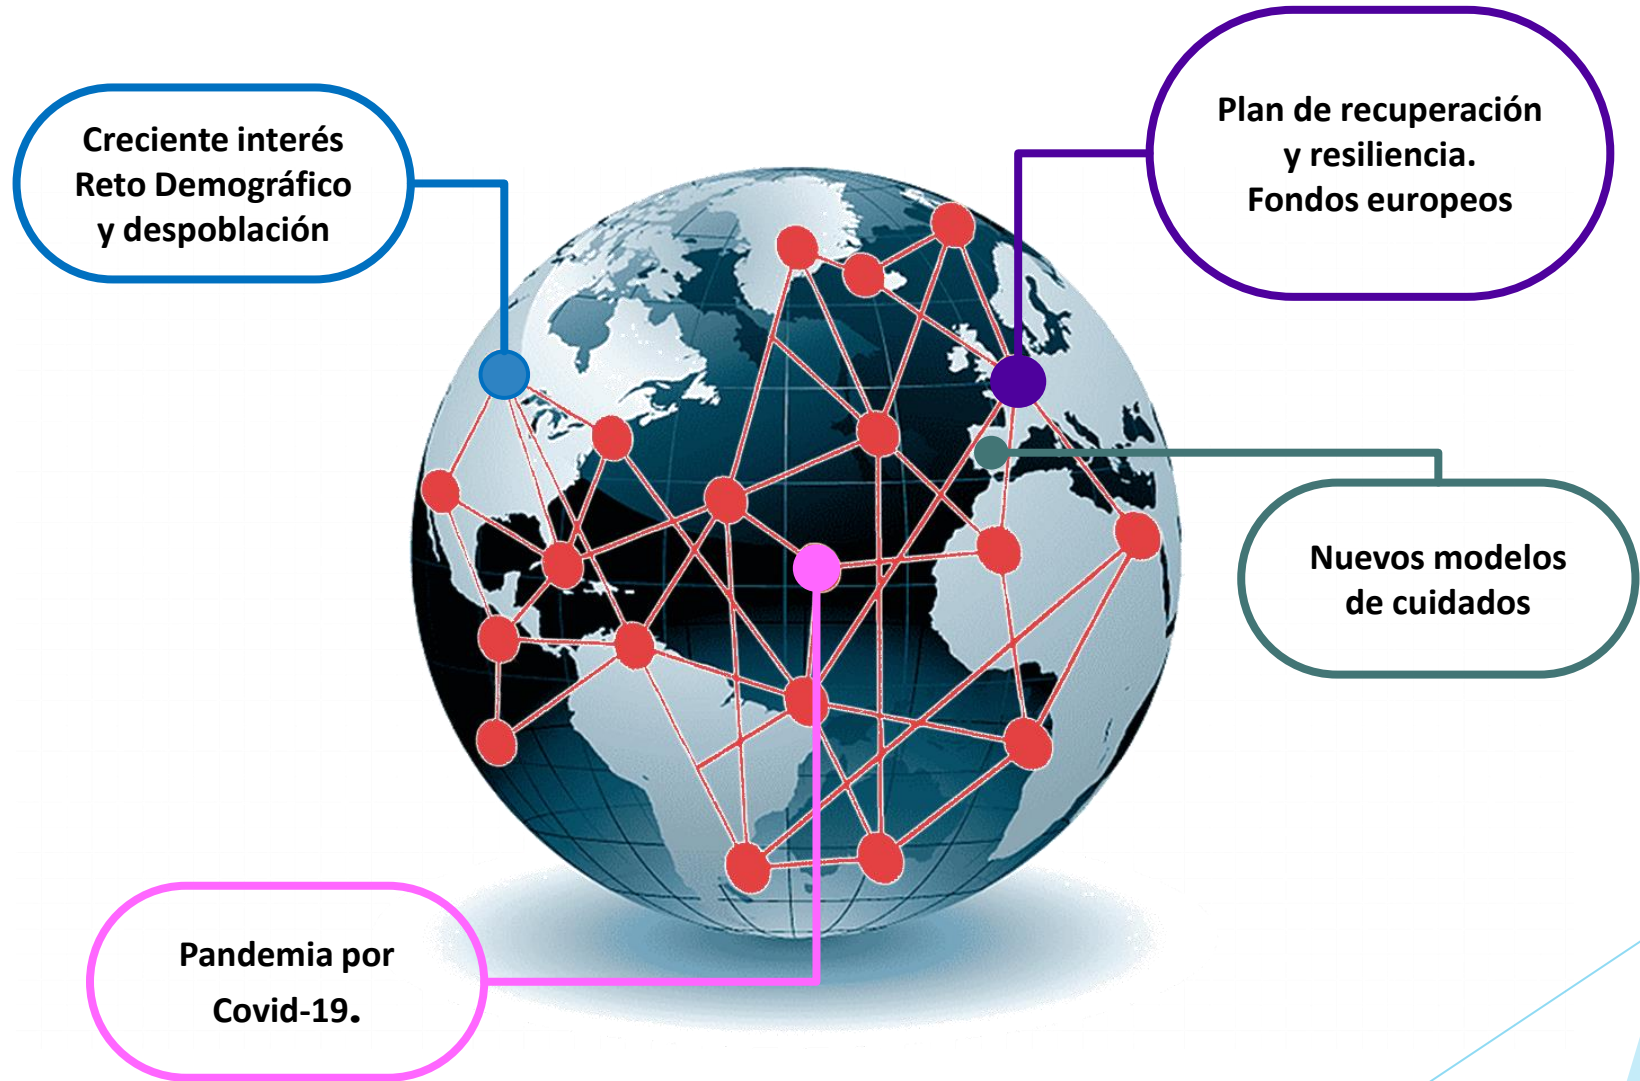 Creciente interés
Reto Demográfico
y despoblación
Plan de recuperación
y resiliencia.
Fondos europeos
Nuevos modelos
de cuidados
Pandemia por
Covid-19.